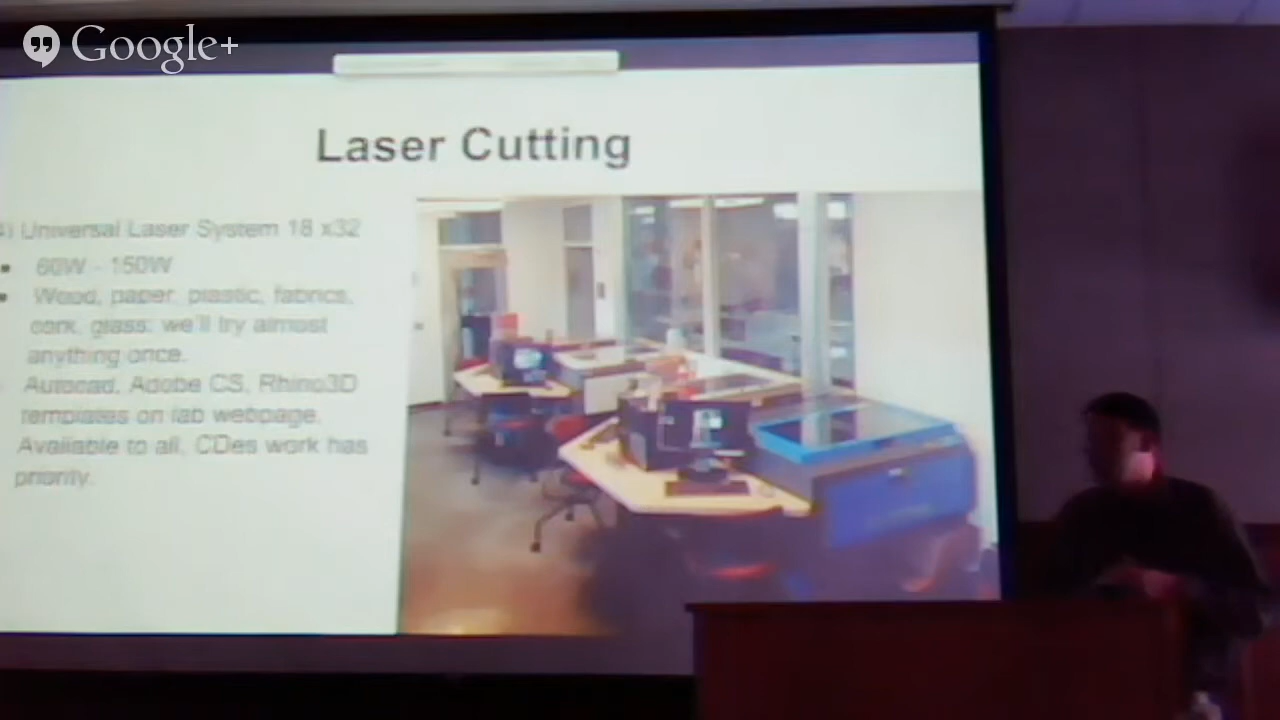 Google+
Laser Cutting
Universal Laser System 18 x32
60W - 150W
Wood, paper, plastic, fabrics,
cork, glass: we'll try almost
anything once.
Autocad, Adobe CS, Rhino3D
templates on lab webpage.
Available to all, CDes work has
priority.